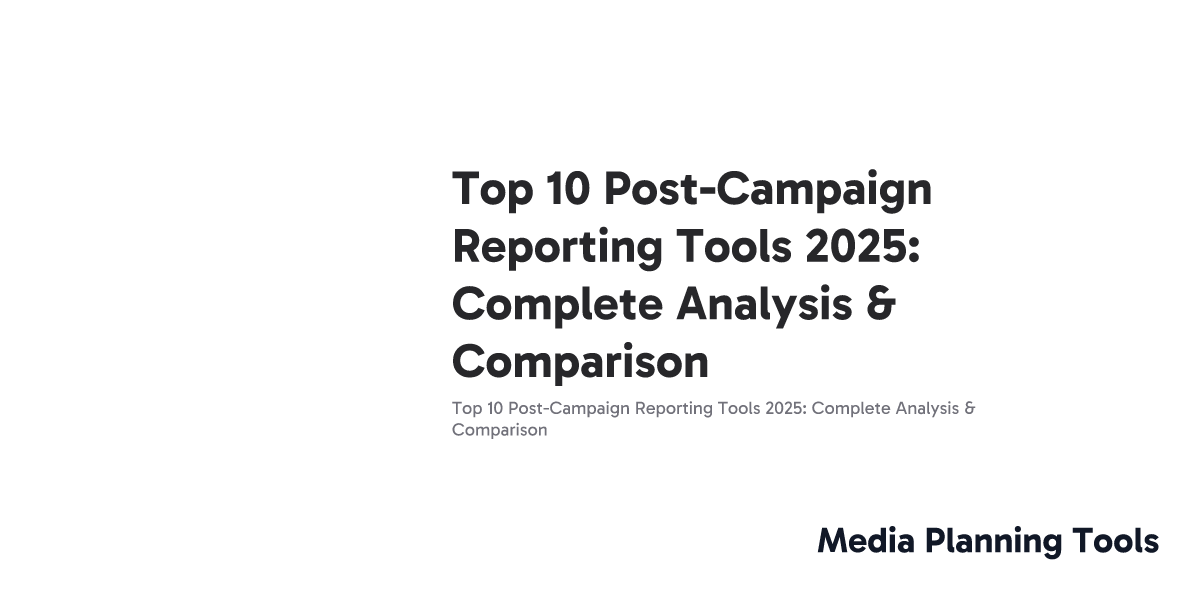 Top 10 Post-Campaign
Reporting Tools 2025:
Complete Analysis &
Comparison
Top 10 Post-Campaign Reporting Tools 2025: Complete Analysis &
Comparison
Media Planning Tools